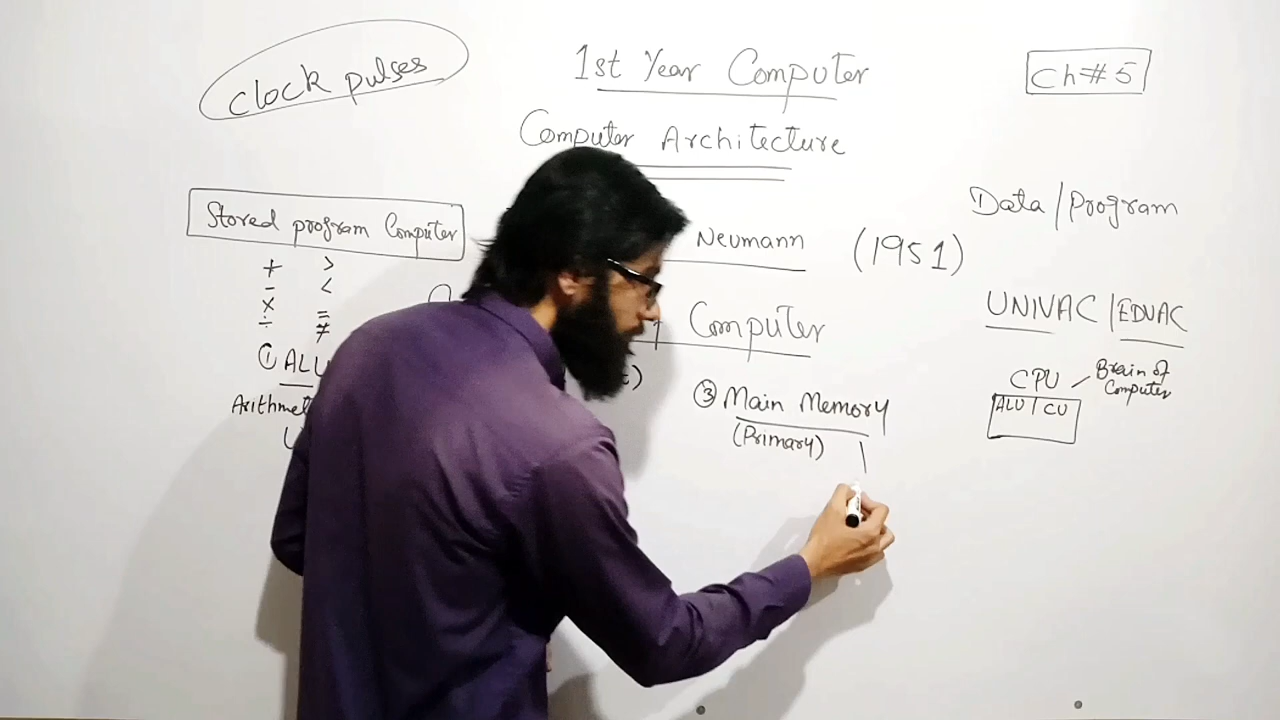 clock pulses
1st Year Computer
Ch # 5
Computer Architecture
Stored program Computer
Neumann (1951)
Data / Program
+ >
- <
× =
÷ ≠
Computer
UNIVAC / EDVAC
① ALU
③ Main Memory
(Primary)
CPU
Brain of
Computer
ALU / CU